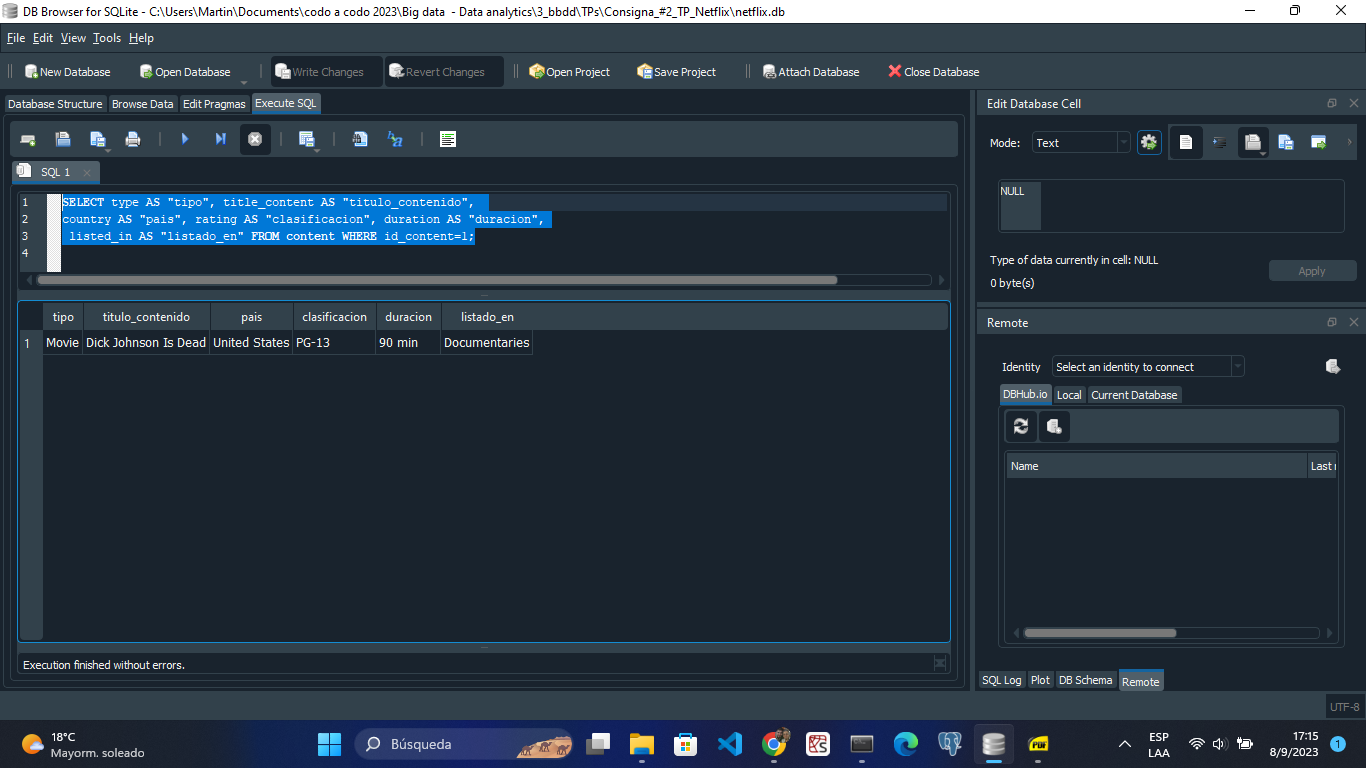 DB Browser for SQLite - C:\Users\Martin\Documents\codo a codo 2023\Big data  - Data analytics\3_bbdd\TPs\Consigna_#2_TP_Netflix\netflix.db
File Edit View Tools Help
New Database Open Database Write Changes Revert Changes Open Project Save Project Attach Database Close Database
Database Structure Browse Data Edit Pragmas Execute SQL
SQL 1
1 SELECT type AS "tipo", title_content AS "titulo_contenido",
2 country AS "pais", rating AS "clasificacion", duration AS "duracion",
3 listed_in AS "listado_en" FROM content WHERE id_content=1;
4
tipo titulo_contenido pais clasificacion duracion listado_en
1 Movie Dick Johnson Is Dead United States PG-13 90 min Documentaries
Execution finished without errors.
Edit Database Cell
Mode: Text
NULL
Type of data currently in cell: NULL
0 byte(s)
Apply
Remote
Identity Select an identity to connect
DBHub.io Local Current Database
Name Last
SQL Log Plot DB Schema Remote
UTF-8
18°C
Mayorm. soleado
Búsqueda
PDF
ESP
LAA
17:15
8/9/2023
1